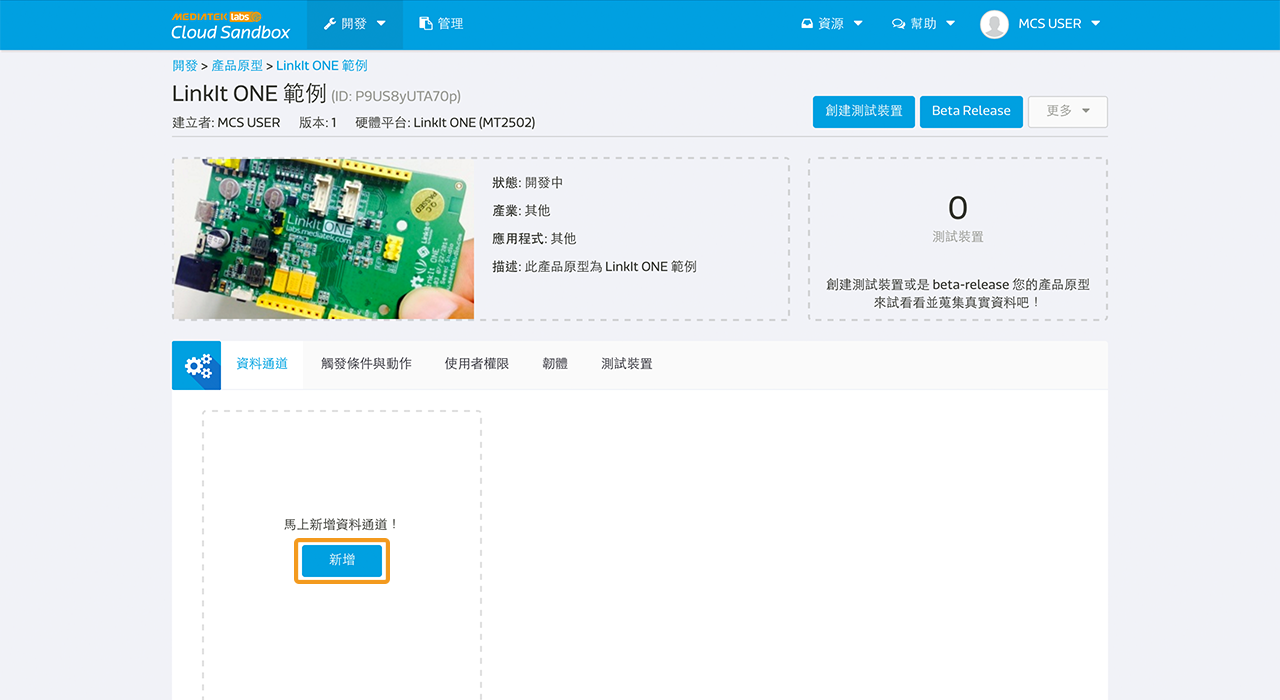 MEDIATEK labs
Cloud Sandbox
開發
管理
資源
幫助
MCS USER
開發 > 產品原型 > LinkIt ONE 範例
LinkIt ONE 範例 (ID: P9US8yUTA70p)
建立者: MCS USER 版本: 1 硬體平台: LinkIt ONE (MT2502)
創建測試裝置
Beta Release
更多
LinkIt ONE
labs.mediatek.com
QC
PASSED
LinkIt ONE
狀態: 開發中
產業: 其他
應用程式: 其他
描述: 此產品原型為 LinkIt ONE 範例
0
測試裝置
創建測試裝置或是 beta-release 您的產品原型
來試看看並蒐集真實資料吧！
資料通道
觸發條件與動作
使用者權限
韌體
測試裝置
馬上新增資料通道！
新增